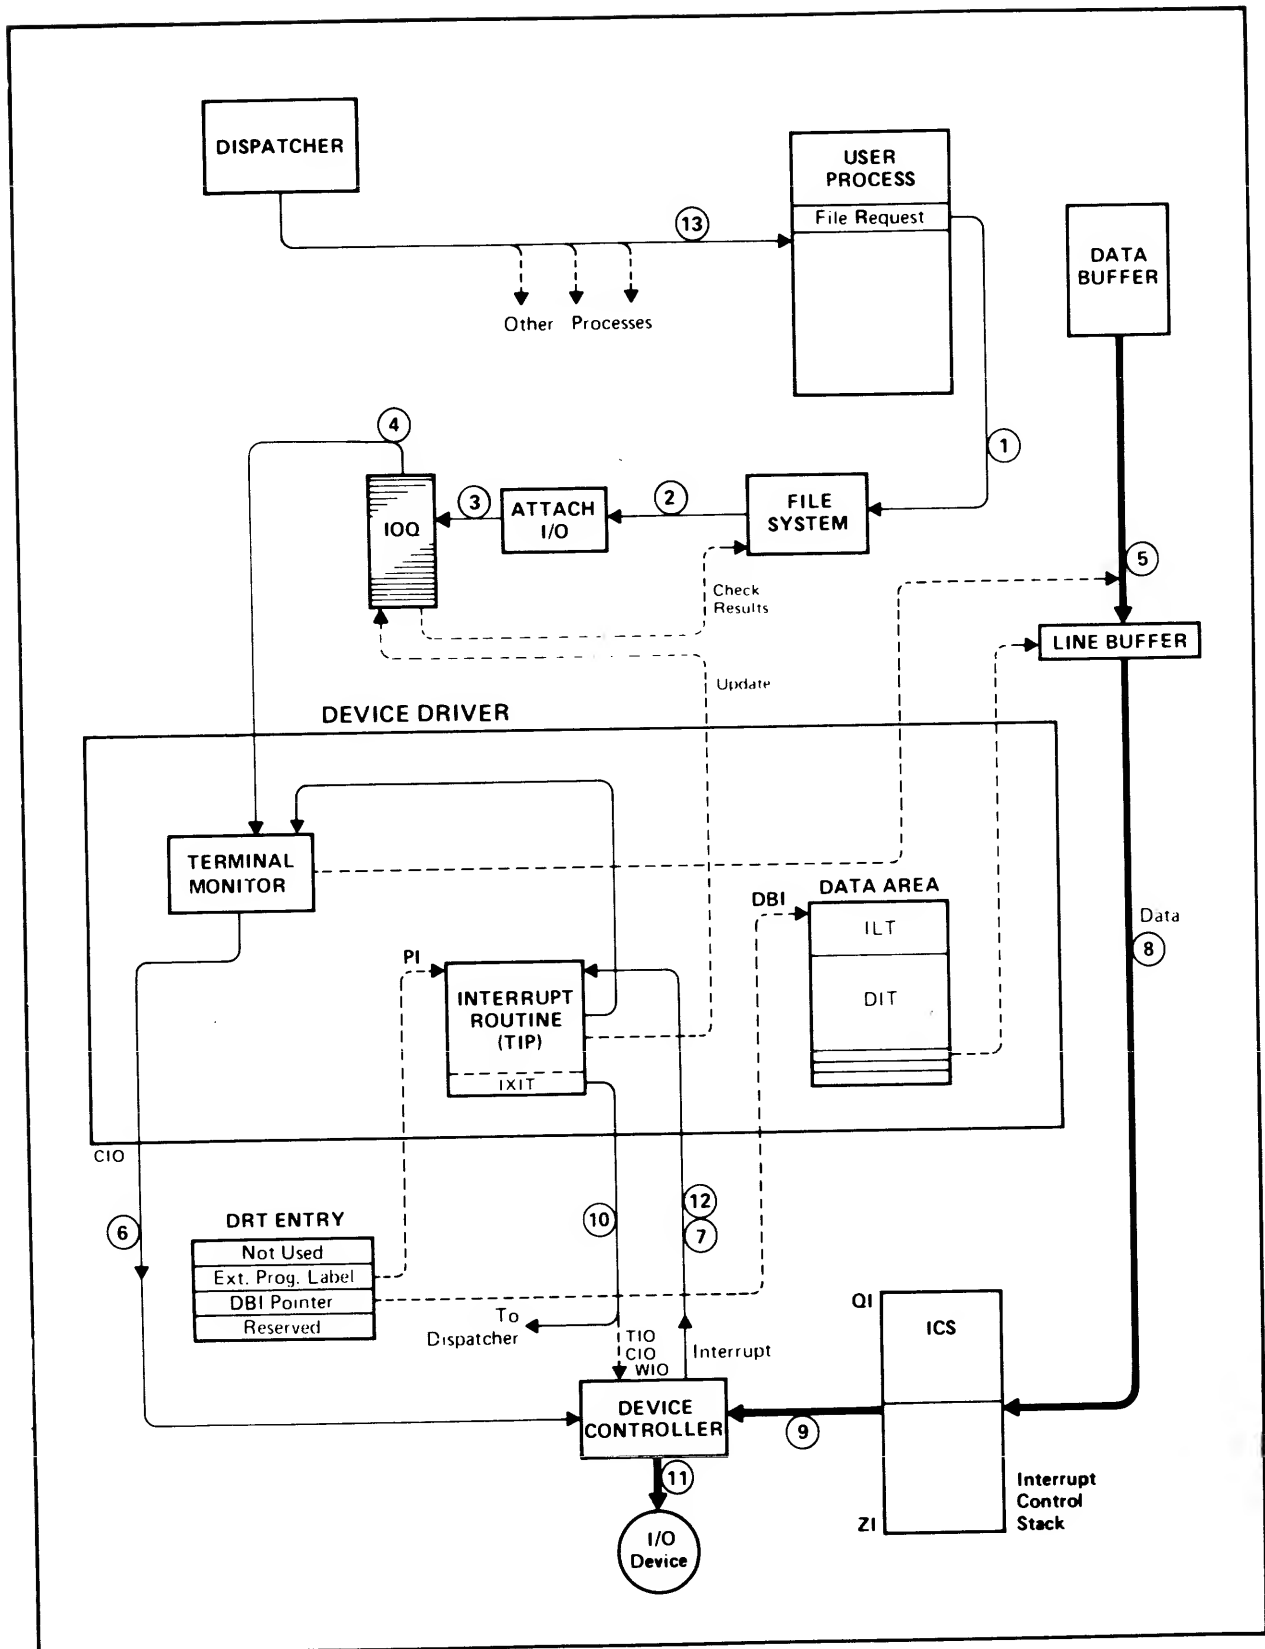 DISPATCHER
USER
PROCESS
File Request
13
DATA
BUFFER
Other Processes
4
1
3
2
IOQ
ATTACH
I/O
FILE
SYSTEM
5
Check
Results
LINE BUFFER
Update
DEVICE DRIVER
TERMINAL
MONITOR
DATA AREA
DBI
ILT
Data
8
PI
INTERRUPT
ROUTINE
(TIP)
DIT
IXIT
CIO
12
6
DRT ENTRY
10
7
Not Used
Ext. Prog. Label
DBI Pointer
Reserved
QI
ICS
To
Dispatcher
TIO
CIO
WIO
Interrupt
DEVICE
CONTROLLER
9
11
Interrupt
Control
Stack
ZI
I/O
Device